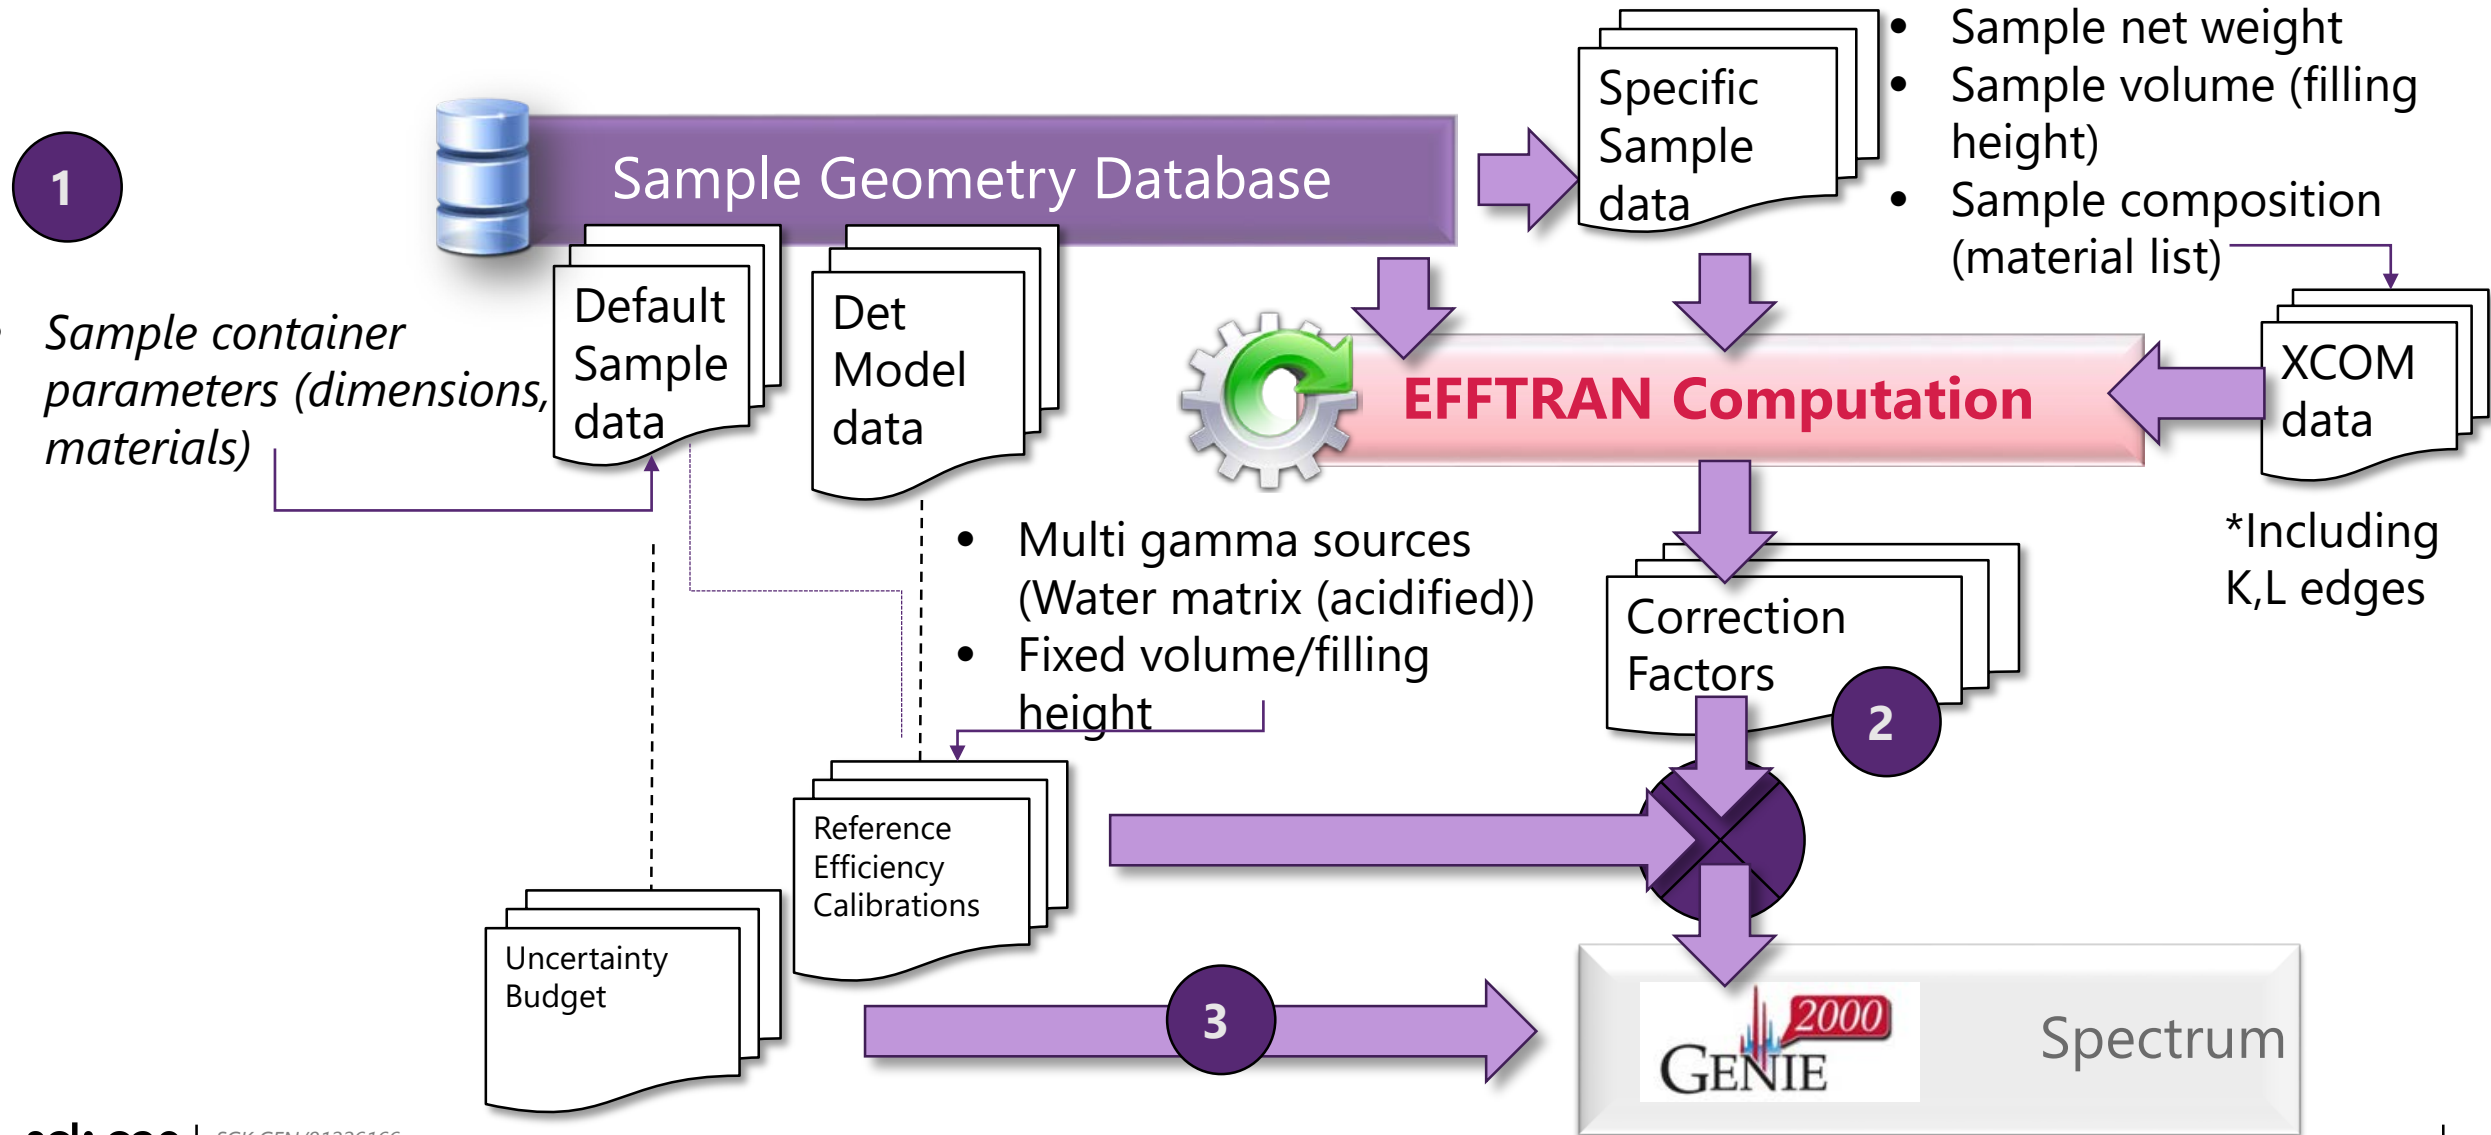 1
Sample Geometry Database
Specific
Sample
data
• Sample net weight
• Sample volume (filling
height)
• Sample composition
(material list)
• Sample container
parameters (dimensions,
materials)
Default
Sample
data
Det
Model
data
EFFTRAN Computation
XCOM
data
*Including
K,L edges
• Multi gamma sources
(Water matrix (acidified))
• Fixed volume/filling
height
Correction
Factors
2
Reference
Efficiency
Calibrations
Uncertainty
Budget
3
GENIE 2000
Spectrum